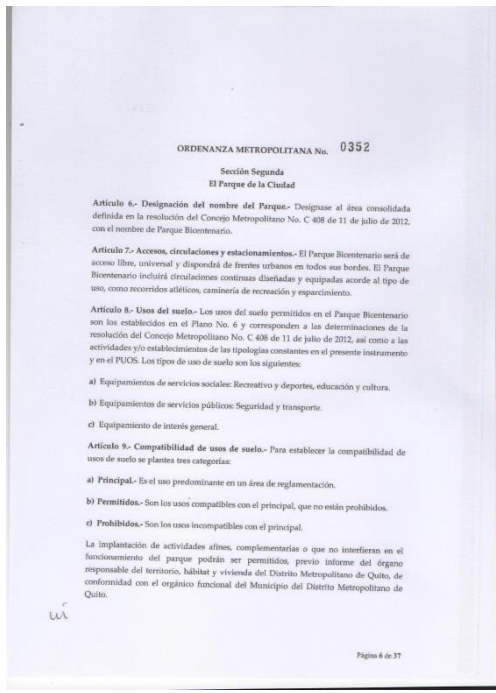 ORDENANZA METROPOLITANA No. 0352
Sección Segunda
El Parque de la Ciudad
Artículo 6.- Designación del nombre del Parque.- Desígnase al área consolidada
definida en la resolución del Concejo Metropolitano No. C 408 de 11 de julio de 2012,
con el nombre de Parque Bicentenario.
Artículo 7.- Accesos, circulaciones y estacionamientos.- El Parque Bicentenario será de
acceso libre, universal y dispondrá de frentes urbanos en todos sus bordes. El Parque
Bicentenario incluirá circulaciones continuas diseñadas y equipadas acorde al tipo de
uso, como recorridos atléticos, caminería de recreación y esparcimiento.
Artículo 8.- Usos del suelo.- Los usos del suelo permitidos en el Parque Bicentenario
son los establecidos en el Plano No. 6 y corresponden a las determinaciones de la
resolución del Concejo Metropolitano No. C 408 de 11 de julio de 2012, así como a las
actividades y/o establecimientos de las tipologías constantes en el presente instrumento
y en el PUOS. Los tipos de uso de suelo son los siguientes:
a) Equipamientos de servicios sociales: Recreativo y deportes, educación y cultura.
b) Equipamientos de servicios públicos: Seguridad y transporte.
c) Equipamiento de interés general.
Artículo 9.- Compatibilidad de usos de suelo.- Para establecer la compatibilidad de
usos de suelo se plantea tres categorías:
a) Principal.- Es el uso predominante en un área de reglamentación.
b) Permitidos.- Son los usos compatibles con el principal, que no están prohibidos.
c) Prohibidos.- Son los usos incompatibles con el principal.
La implantación de actividades afines, complementarias o que no interfieran en el
funcionamiento del parque podrán ser permitidos, previo informe del órgano
responsable del territorio, hábitat y vivienda del Distrito Metropolitano de Quito, de
conformidad con el orgánico funcional del Municipio del Distrito Metropolitano de
Quito.
Página 6 de 37